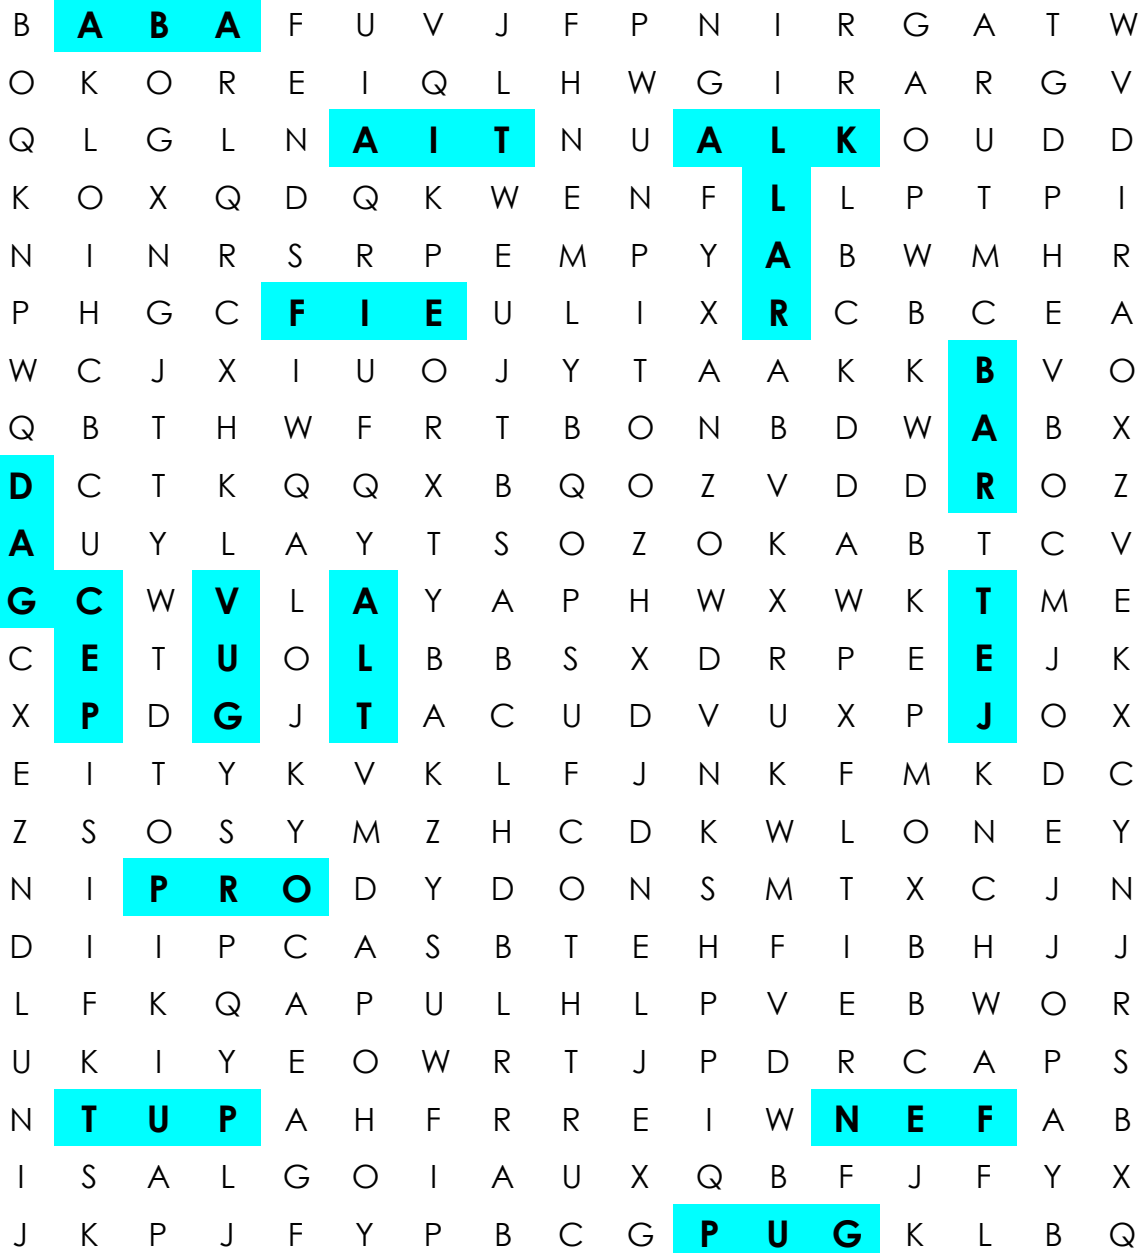 B A B A F U V J F P N I R G A T W
O K O R E I Q L H W G I R A R G V
Q L G L N A I T N U A L K O U D D
K O X Q D Q K W E N F L L P T P I
N I N R S R P E M P Y A B W M H R
P H G C F I E U L I X R C B C E A
W C J X I U O J Y T A A K K B V O
Q B T H W F R T B O N B D W A B X
D C T K Q Q X B Q O Z V D D R O Z
A U Y L A Y T S O Z O K A B T C V
G C W V L A Y A P H W X W K T M E
C E T U O L B B S X D R P E E J K
X P D G J T A C U D V U X P J O X
E I T Y K V K L F J N K F M K D C
Z S O S Y M Z H C D K W L O N E Y
N I P R O D Y D O N S M T X C J N
D I I P C A S B T E H F I B H J J
L F K Q A P U L H L P V E B W O R
U K I Y E O W R T J P D R C A P S
N T U P A H F R R E I W N E F A B
I S A L G O I A U X Q B F J F Y X
J K P J F Y P B C G P U G K L B Q